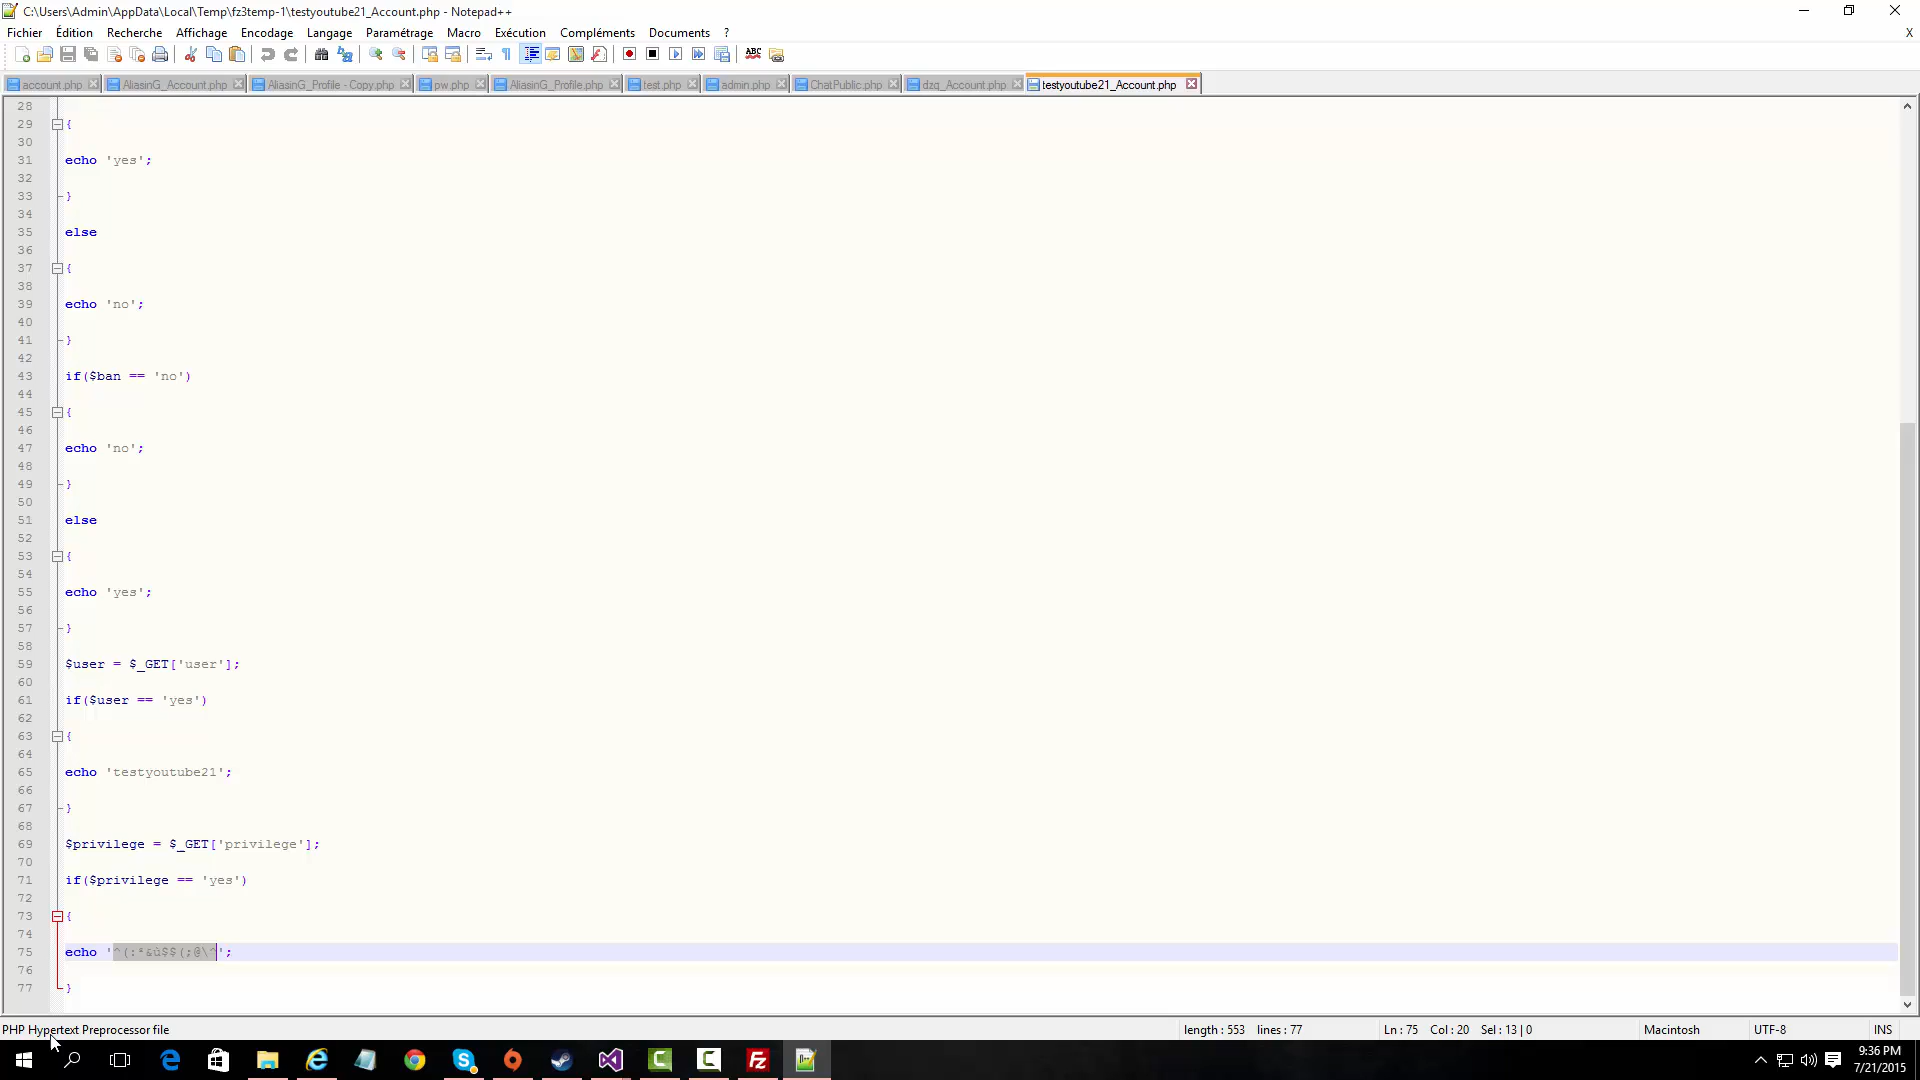 C:\Users\Admin\AppData\Local\Temp\fz3temp-1\testyoutube21_Account.php - Notepad++
Fichier Édition Recherche Affichage Encodage Langage Paramétrage Macro Exécution Compléments Documents ? X
account.php AliasinG_Account.php AliasinG_Profile - Copy.php pw.php AliasinG_Profile.php test.php admin.php ChatPublic.php dzq_Account.php testyoutube21_Account.php
28
29 {
30
31 echo 'yes';
32
33 }
34
35 else
36
37 {
38
39 echo 'no';
40
41 }
42
43 if($ban == 'no')
44
45 {
46
47 echo 'no';
48
49 }
50
51 else
52
53 {
54
55 echo 'yes';
56
57 }
58
59 $user = $_GET['user'];
60
61 if($user == 'yes')
62
63 {
64
65 echo 'testyoutube21';
66
67 }
68
69 $privilege = $_GET['privilege'];
70
71 if($privilege == 'yes')
72
73 {
74
75 echo '
76
77 }
PHP Hypertext Preprocessor file length : 553 lines : 77 Ln : 75 Col : 20 Sel : 13 | 0 Macintosh UTF-8 INS
9:36 PM
7/21/2015